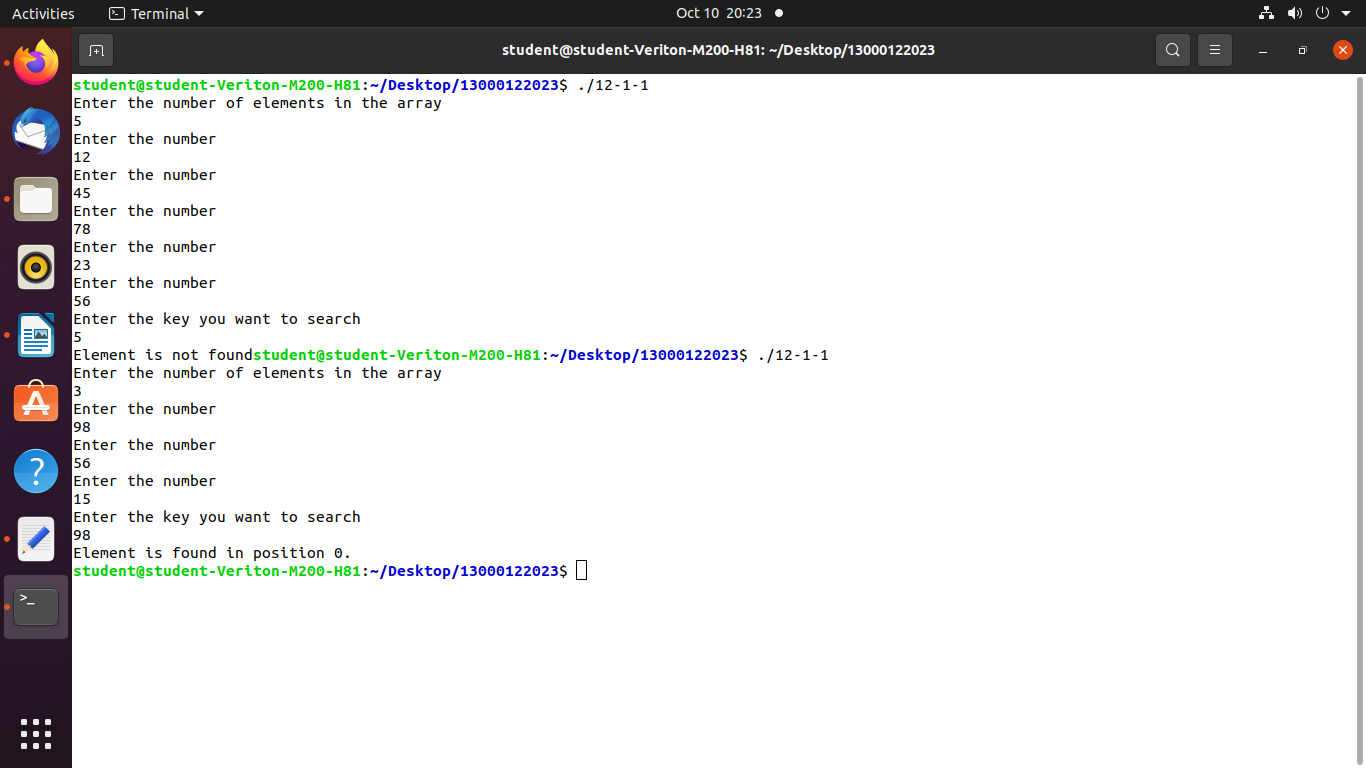 Activities Terminal Oct 10 20:23
student@student-Veriton-M200-H81: ~/Desktop/13000122023
student@student-Veriton-M200-H81:~/Desktop/13000122023$ ./12-1-1
Enter the number of elements in the array
5
Enter the number
12
Enter the number
45
Enter the number
78
Enter the number
23
Enter the number
56
Enter the key you want to search
5
Element is not foundstudent@student-Veriton-M200-H81:~/Desktop/13000122023$ ./12-1-1
Enter the number of elements in the array
3
Enter the number
98
Enter the number
56
Enter the number
15
Enter the key you want to search
98
Element is found in position 0.
student@student-Veriton-M200-H81:~/Desktop/13000122023$